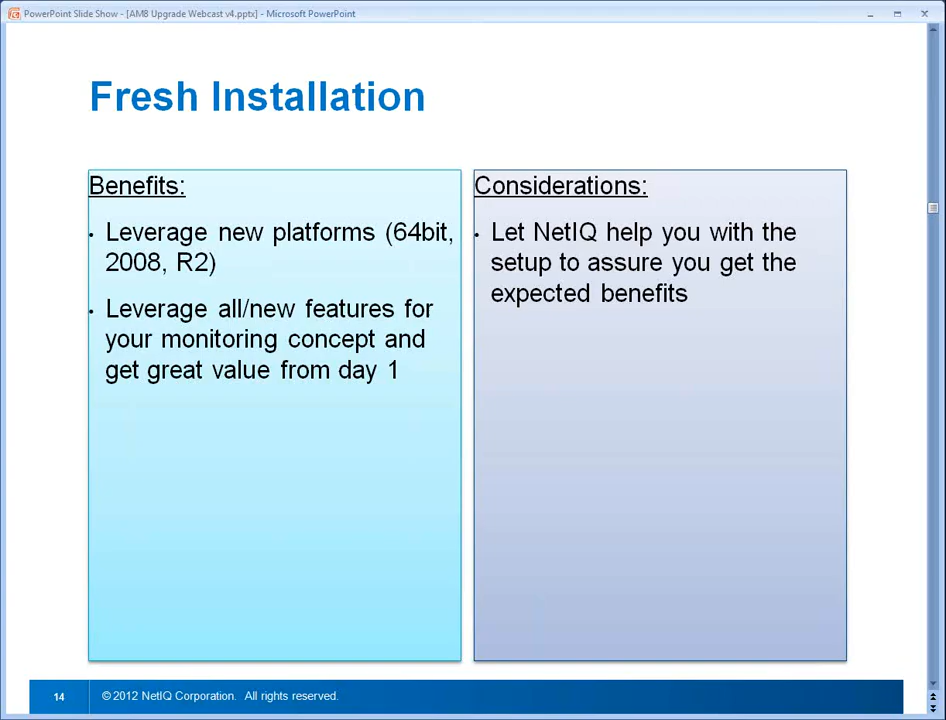 PowerPoint Slide Show - [AM8 Upgrade Webcast v4.pptx] - Microsoft PowerPoint
Fresh Installation
Benefits:
• Leverage new platforms (64bit,
2008, R2)
• Leverage all/new features for
your monitoring concept and
get great value from day 1
Considerations:
• Let NetIQ help you with the
setup to assure you get the
expected benefits
14
© 2012 NetIQ Corporation. All rights reserved.